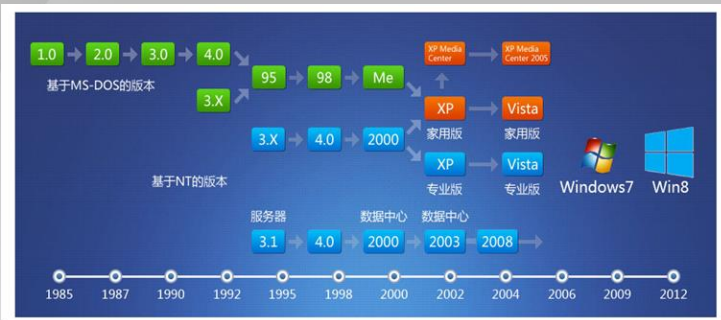 1.0 2.0 3.0 4.0 XP Media Center XP Media Center 2005
基于MS-DOS的版本 95 98 Me
3.X XP Vista
家用版 家用版
3.X 4.0 2000
XP Vista
基于NT的版本 专业版 专业版 Windows7 Win8
服务器 数据中心 数据中心
3.1 4.0 2000 2003 2008
1985 1987 1990 1992 1995 1998 2000 2002 2004 2006 2009 2012